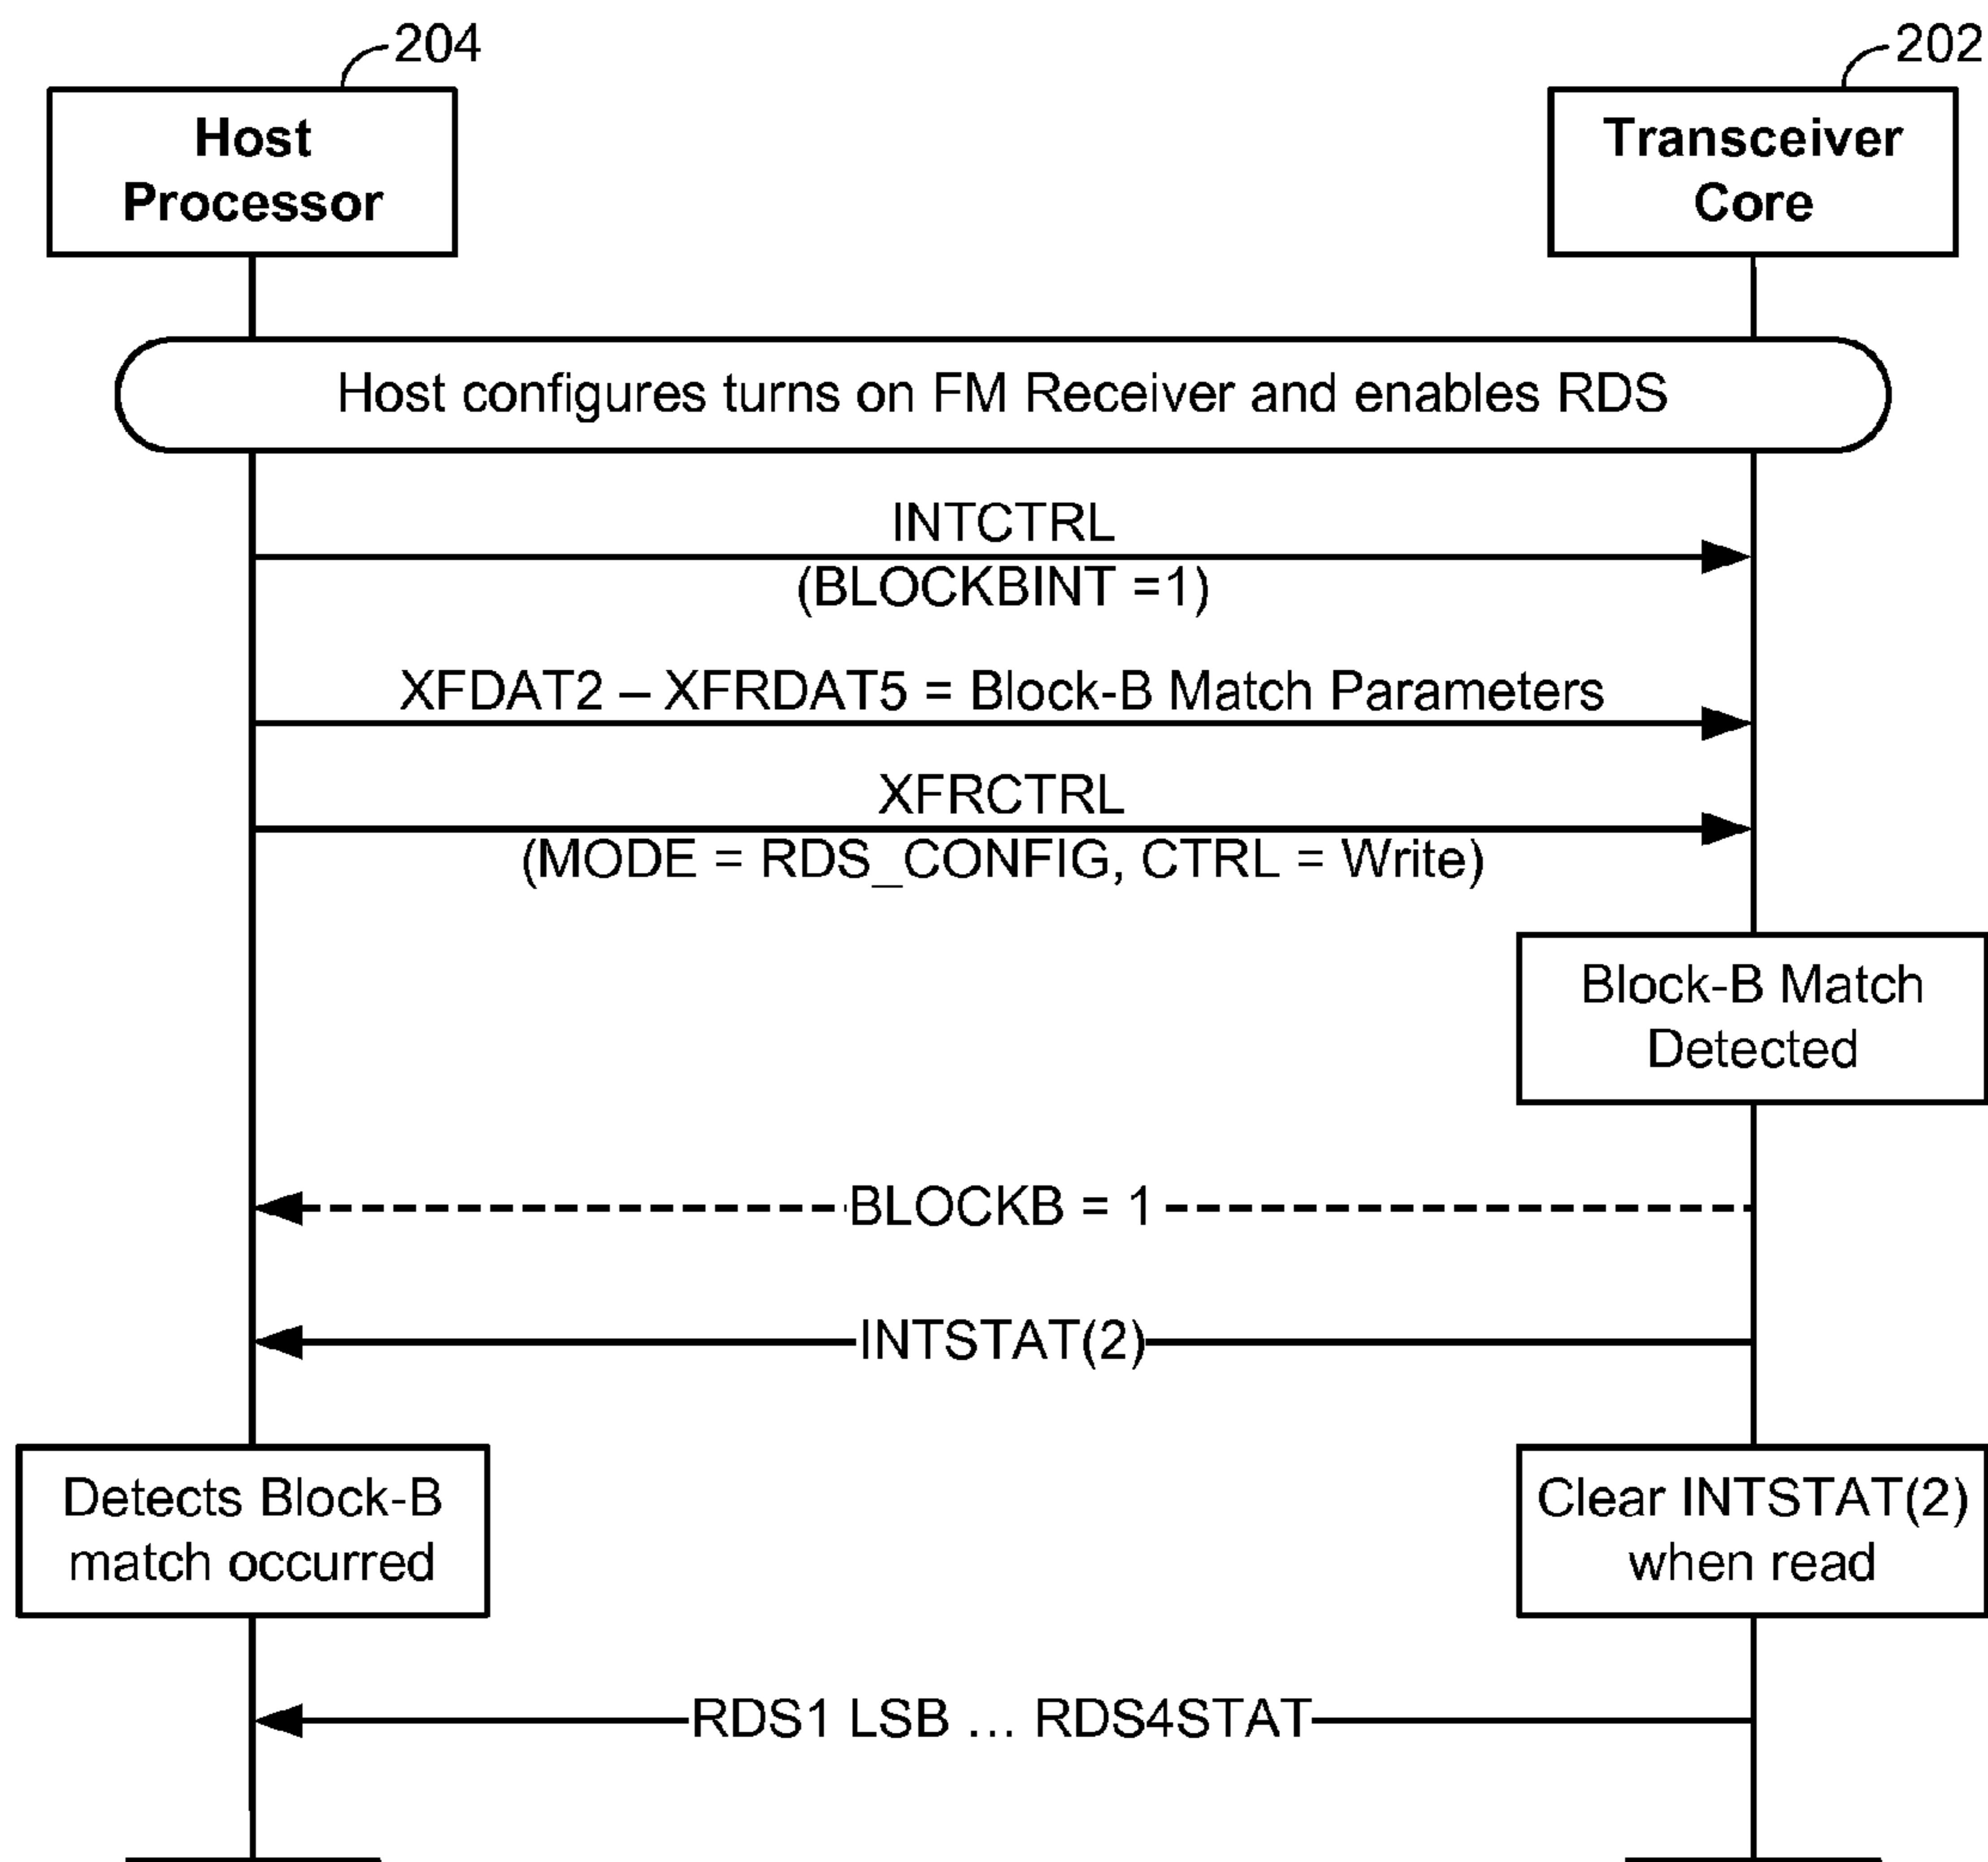 204
202
Host
Processor
Transceiver
Core
Host configures turns on FM Receiver and enables RDS
INTCTRL
(BLOCKBINT =1)
XFDAT2 – XFRDAT5 = Block-B Match Parameters
XFRCTRL
(MODE = RDS_CONFIG, CTRL = Write)
Block-B Match
Detected
BLOCKB = 1
INTSTAT(2)
Detects Block-B
match occurred
Clear INTSTAT(2)
when read
RDS1 LSB ... RDS4STAT